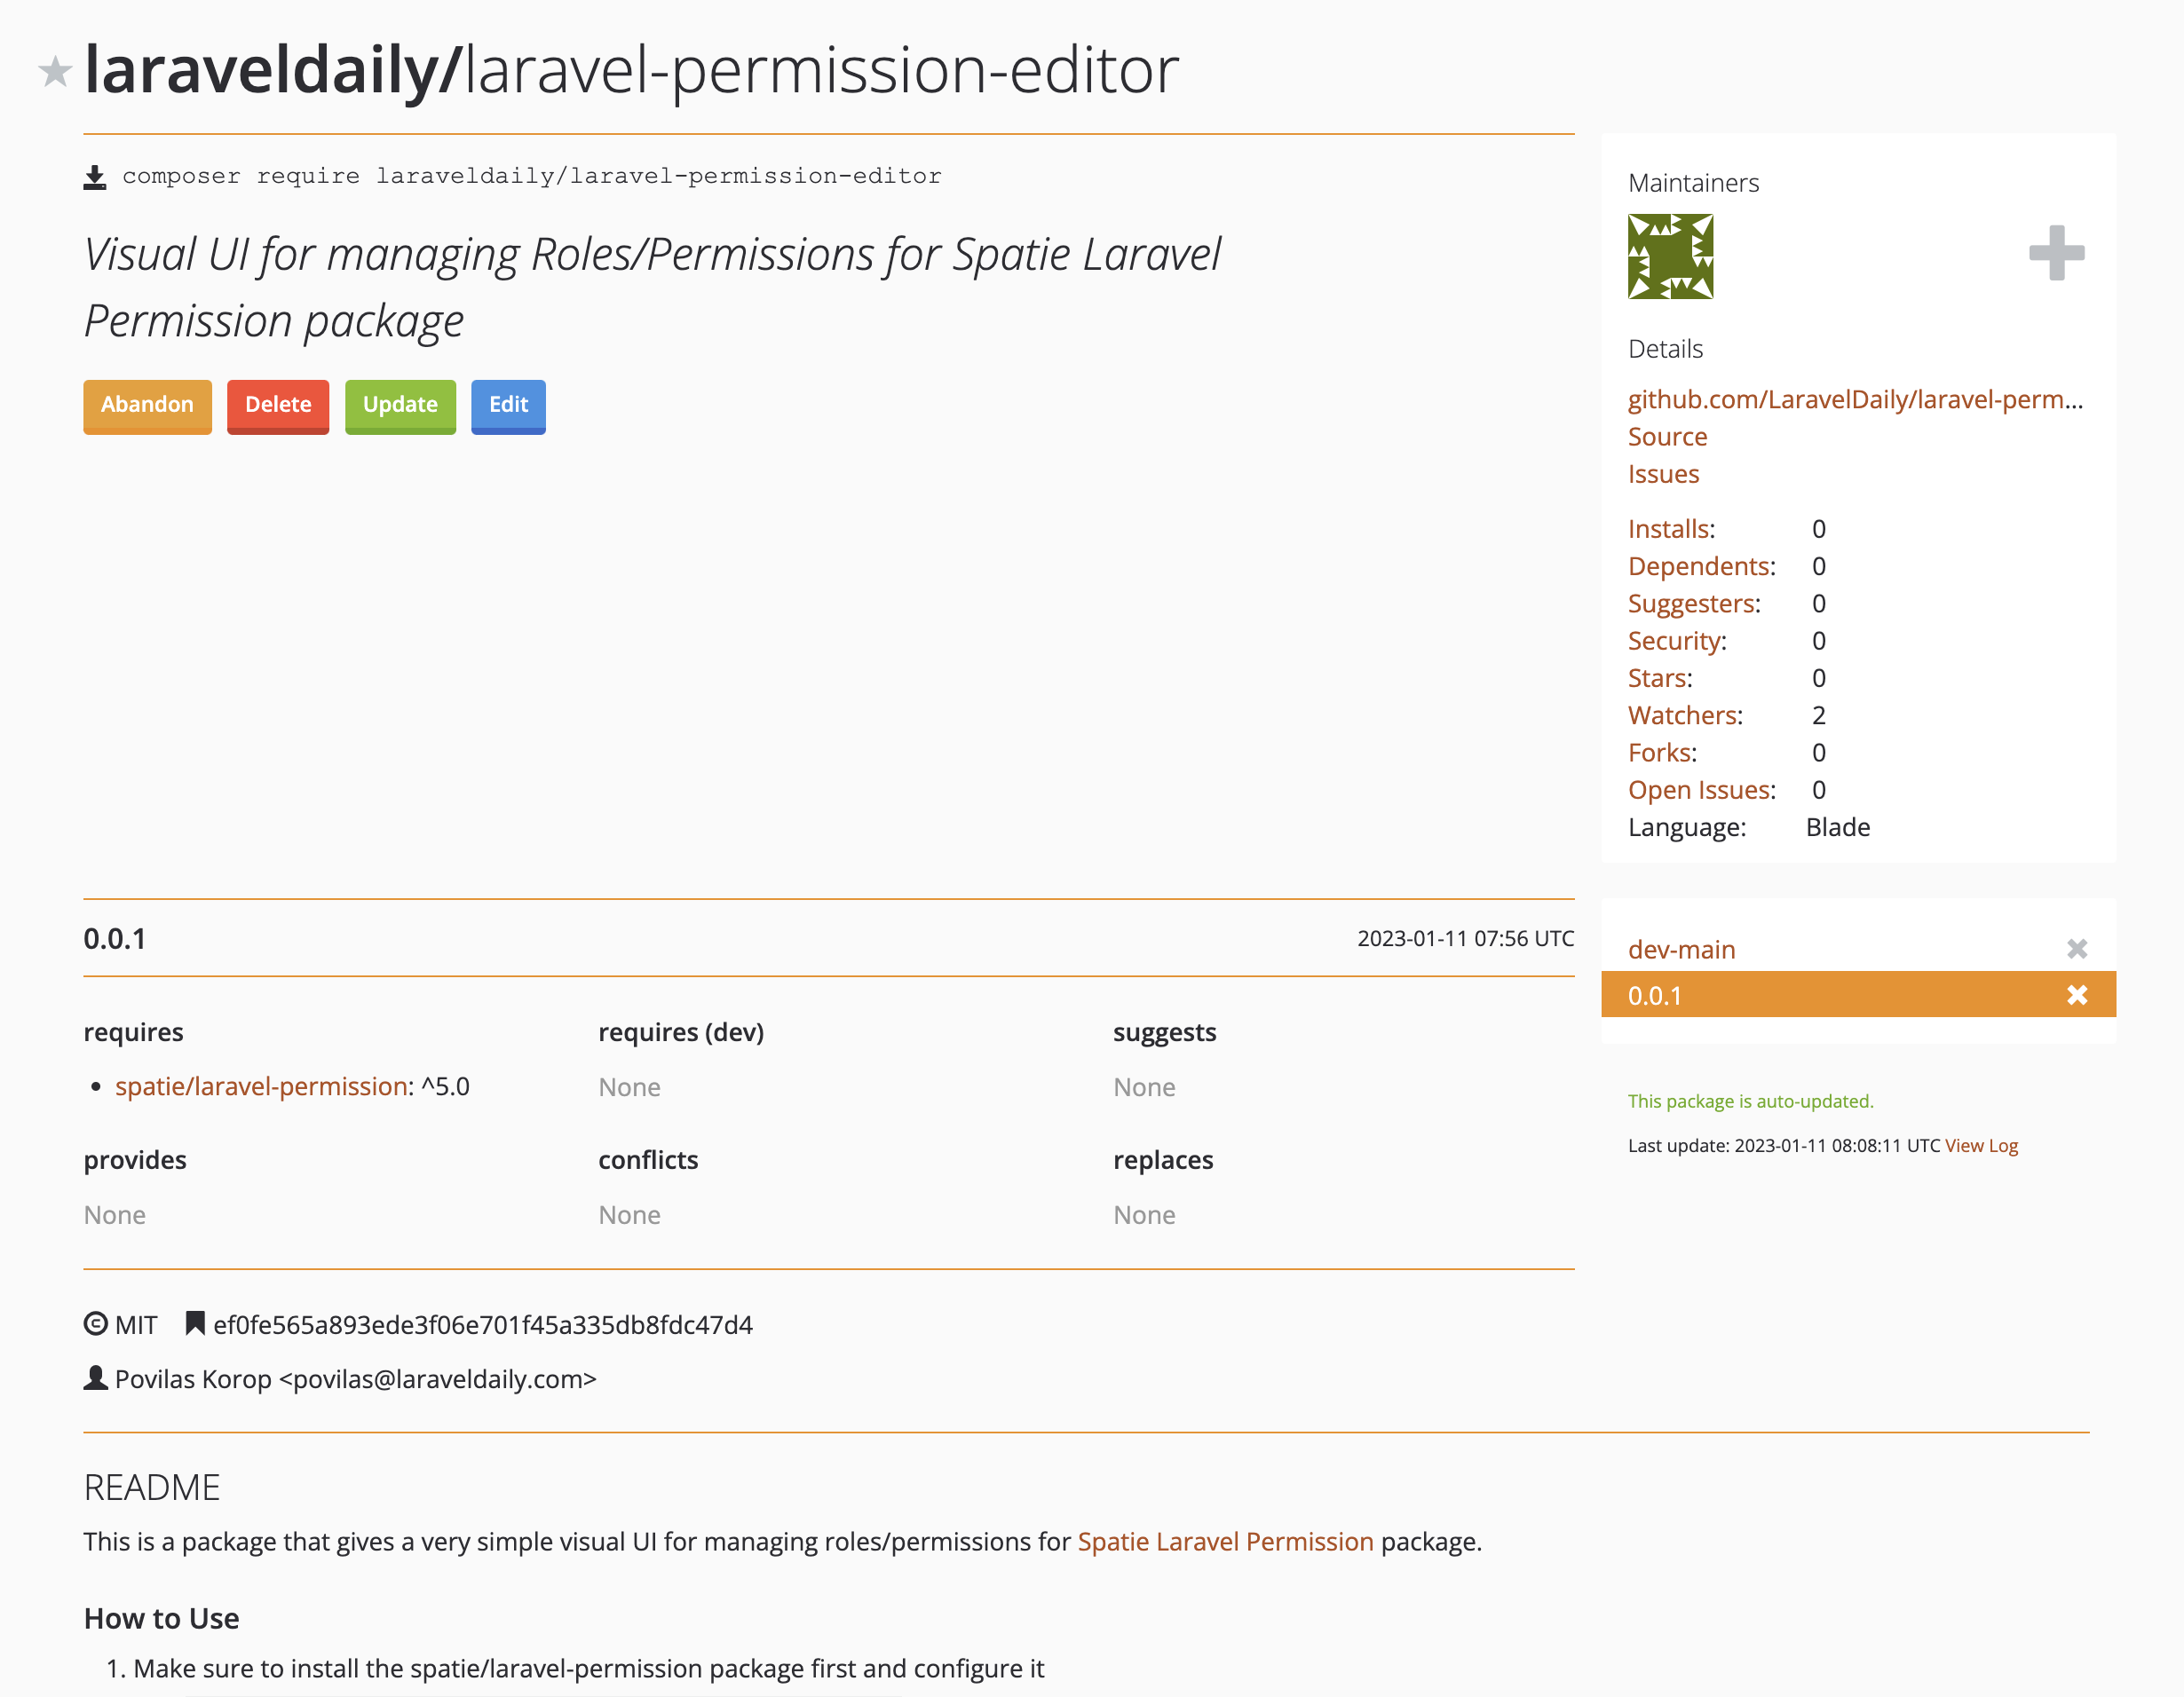 laraveldaily/laravel-permission-editor
composer require laraveldaily/laravel-permission-editor
Visual UI for managing Roles/Permissions for Spatie Laravel
Permission package
Abandon Delete Update Edit
Maintainers
Details
github.com/LaravelDaily/laravel-perm...
Source
Issues
Installs: 0
Dependents: 0
Suggesters: 0
Security: 0
Stars: 0
Watchers: 2
Forks: 0
Open Issues: 0
Language: Blade
0.0.1 2023-01-11 07:56 UTC
requires requires (dev) suggests
spatie/laravel-permission: ^5.0 None None
provides conflicts replaces
None None None
dev-main
0.0.1
This package is auto-updated.
Last update: 2023-01-11 08:08:11 UTC View Log
MIT ef0fe565a893ede3f06e701f45a335db8fdc47d4
Povilas Korop <povilas@laraveldaily.com>
README
This is a package that gives a very simple visual UI for managing roles/permissions for Spatie Laravel Permission package.
How to Use
1. Make sure to install the spatie/laravel-permission package first and configure it